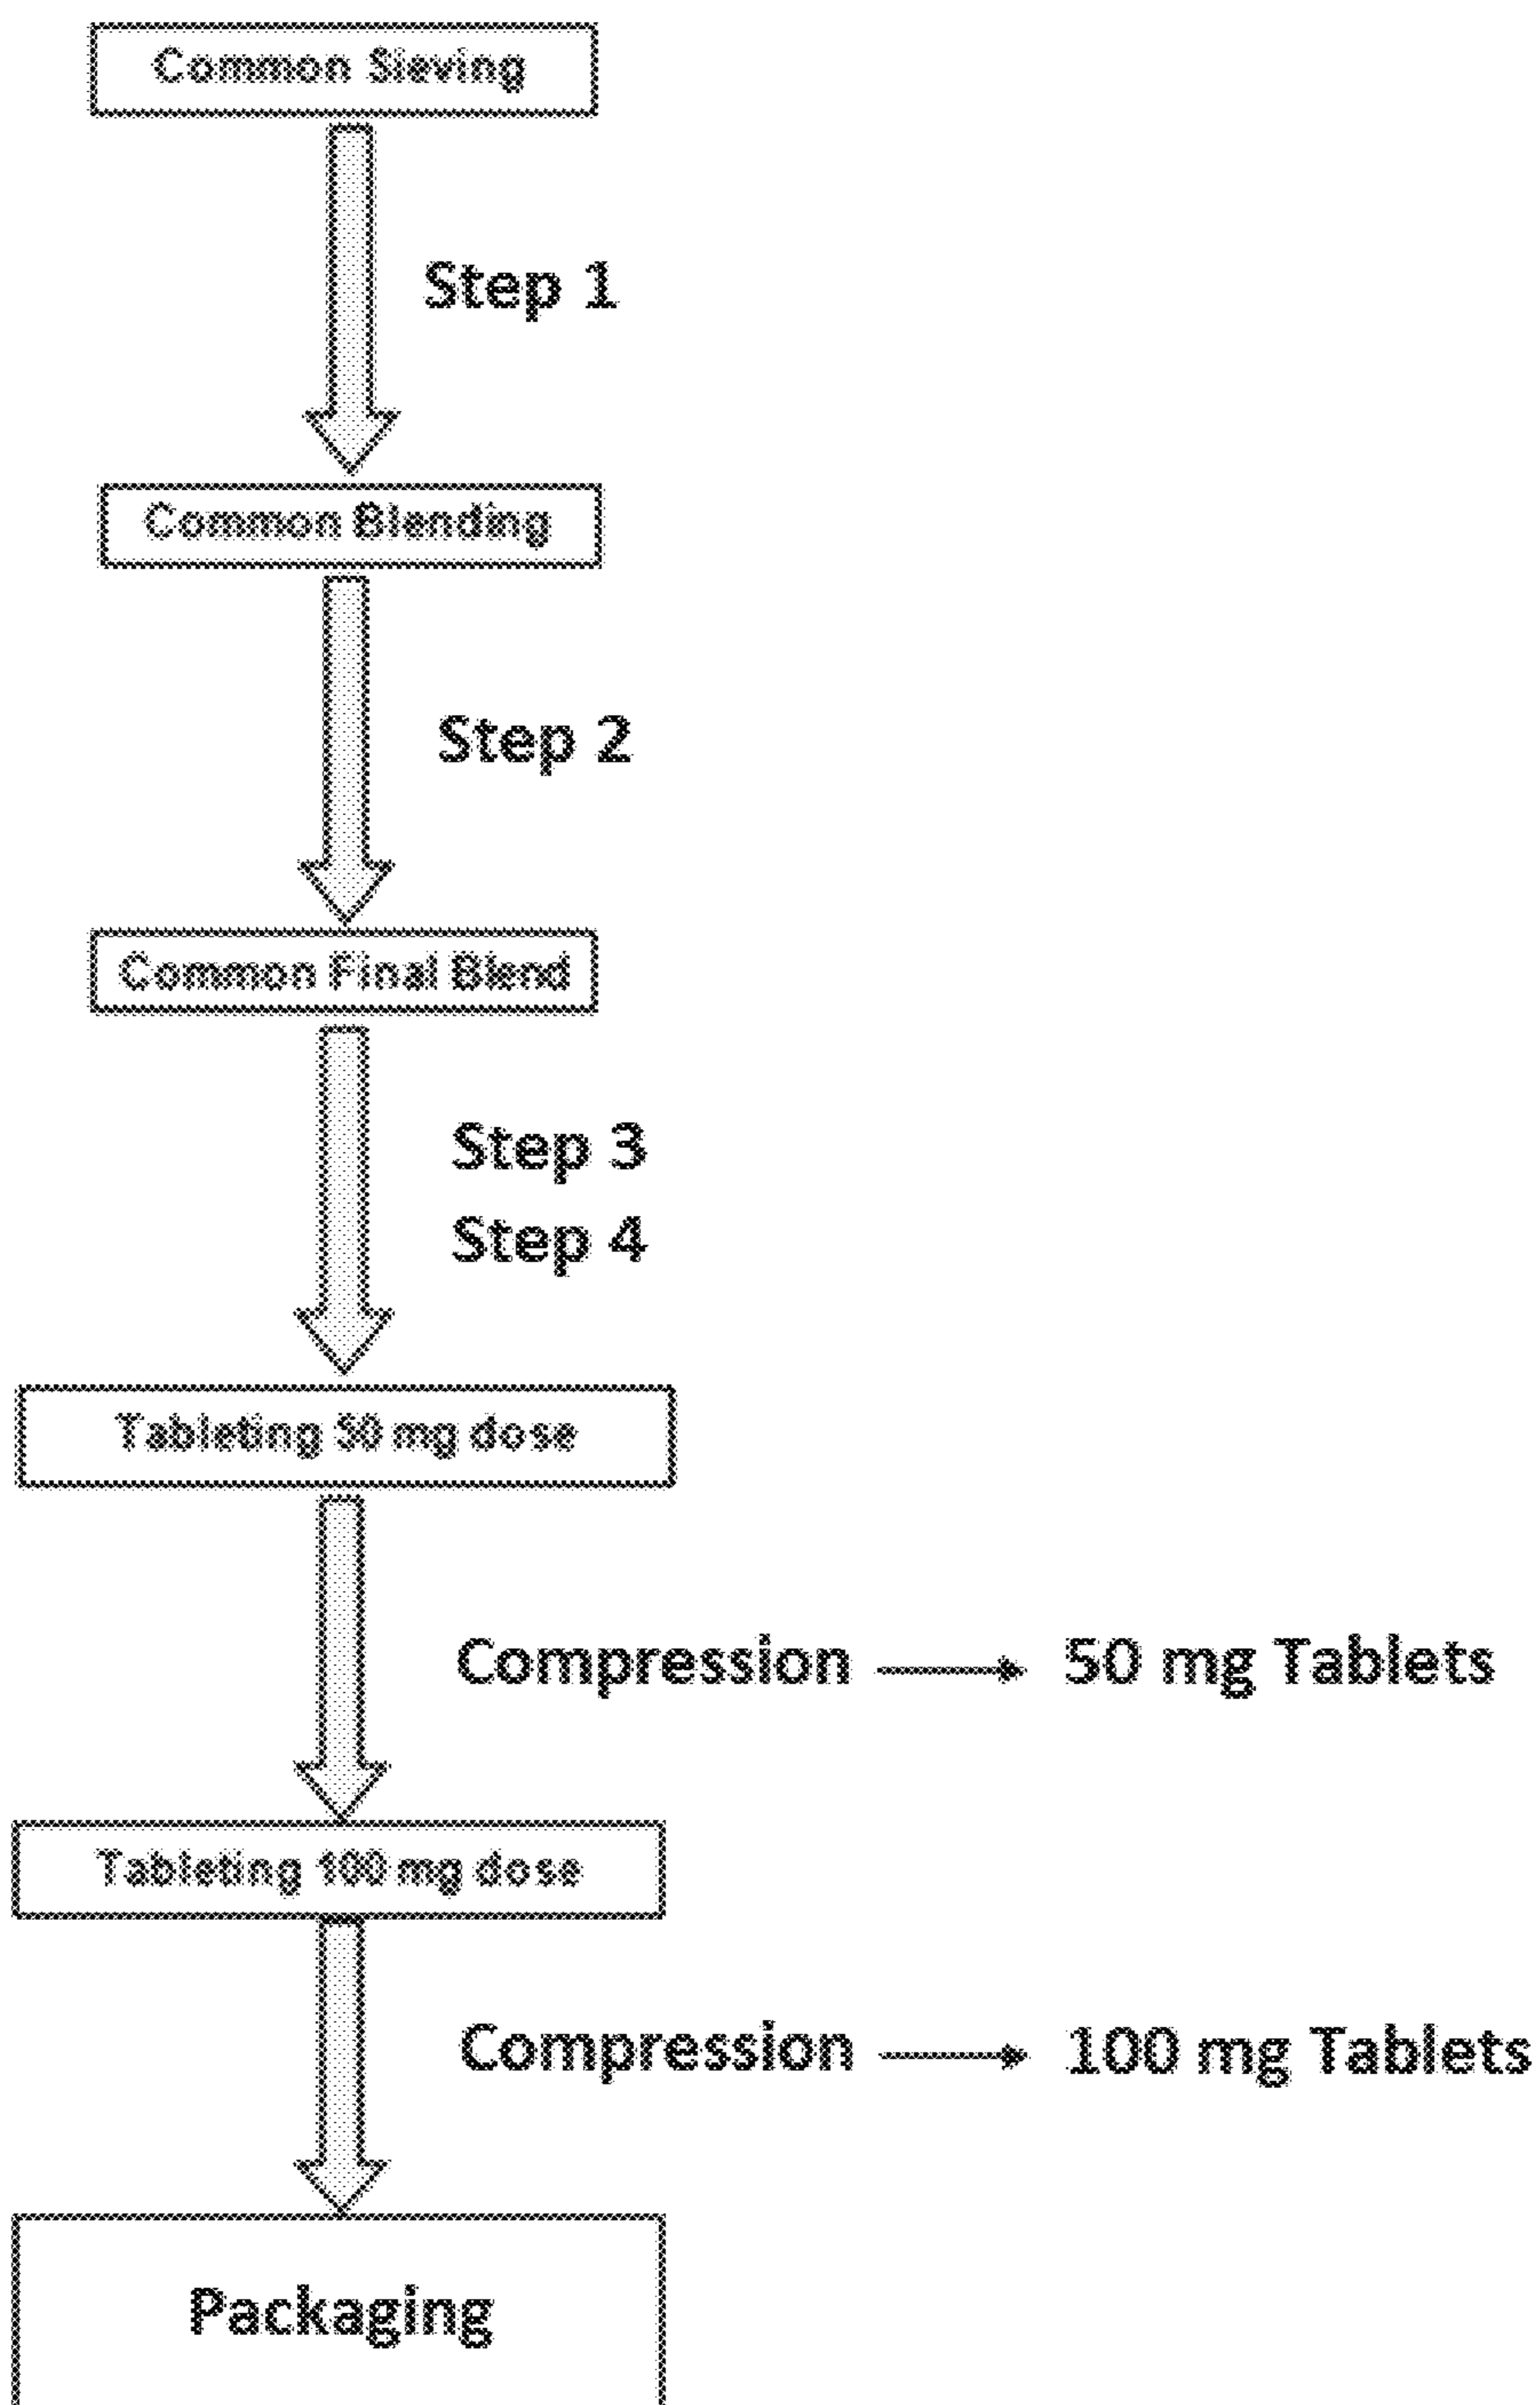 Common Sieving
Step 1
Common Blending
Step 2
Common Final Blend
Step 3
Step 4
Tableting 50 mg dose
Compression 50 mg Tablets
Tableting 100 mg dose
Compression 100 mg Tablets
Packaging